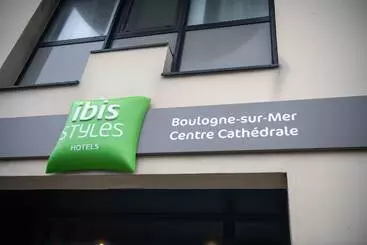 ibis
STYLES
HOTELS
Boulogne-sur-Mer
Centre Cathédrale